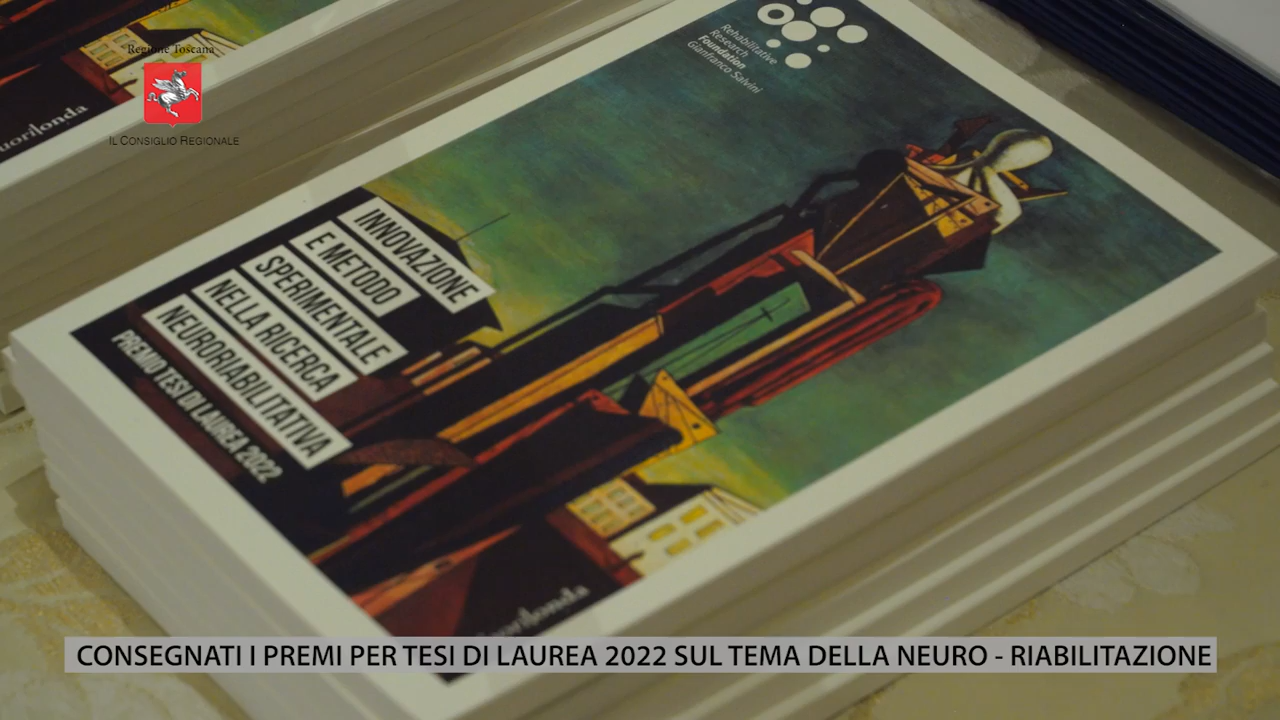 Regione Toscana
IL CONSIGLIO REGIONALE
Rehabilitative
Research
Foundation
Gianfranco Salvini
INNOVAZIONE
E METODO
SPERIMENTALE
NELLA RICERCA
NEURORIABILITATIVA
PREMIO TESI DI LAUREA 2022
CONSEGNATI I PREMI PER TESI DI LAUREA 2022 SUL TEMA DELLA NEURO - RIABILITAZIONE